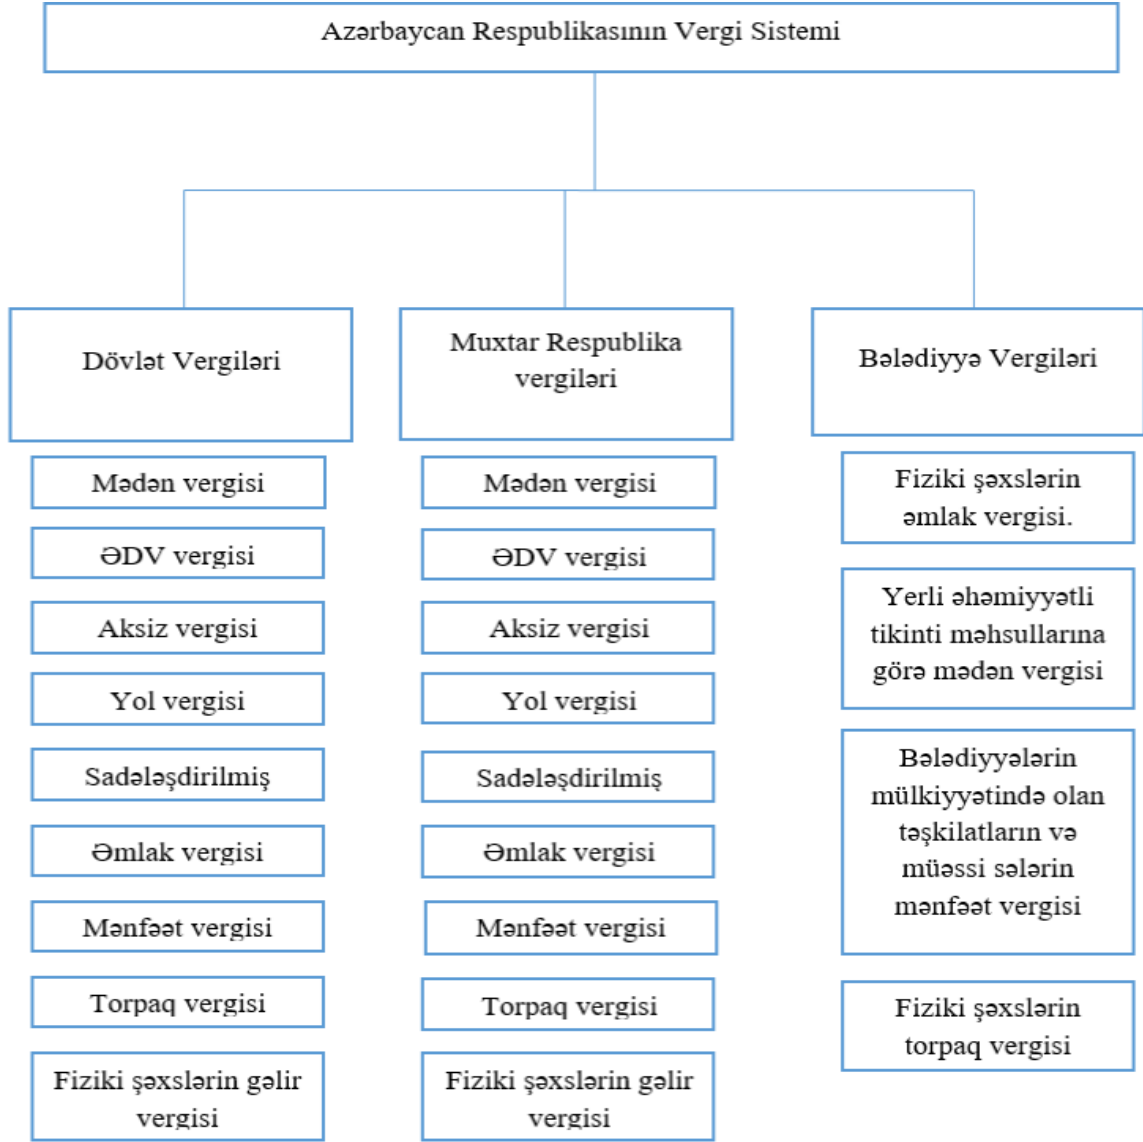 Azərbaycan Respublikasının Vergi Sistemi
Dövlət Vergiləri
Mədən vergisi
ƏDV vergisi
Aksiz vergisi
Yol vergisi
Sadələşdirilmiş
Əmlak vergisi
Mənfəət vergisi
Torpaq vergisi
Fiziki şəxslərin gəlir
vergisi
Muxtar Respublika
vergiləri
Mədən vergisi
ƏDV vergisi
Aksiz vergisi
Yol vergisi
Sadələşdirilmiş
Əmlak vergisi
Mənfəət vergisi
Torpaq vergisi
Fiziki şəxslərin gəlir
vergisi
Bələdiyyə Vergiləri
Fiziki şəxslərin
əmlak vergisi.
Yerli əhəmiyyətli
tikinti məhsullarına
görə mədən vergisi
Bələdiyyələrin
mülkiyyətində olan
təşkilatların və
müəssi sələrin
mənfəət vergisi
Fiziki şəxslərin
torpaq vergisi